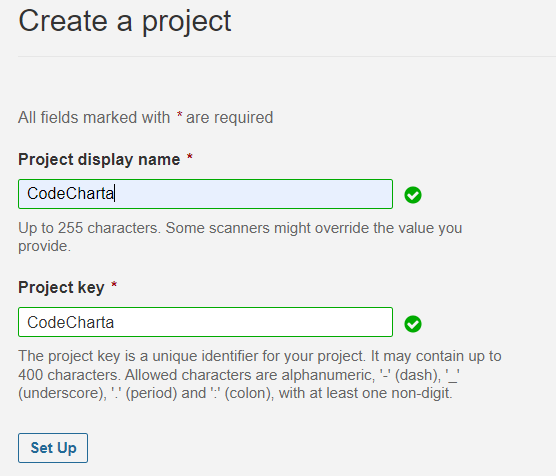 Create a project
All fields marked with * are required
Project display name *
CodeCharta
Up to 255 characters. Some scanners might override the value you
provide.
Project key *
CodeCharta
The project key is a unique identifier for your project. It may contain up to
400 characters. Allowed characters are alphanumeric, '-' (dash), '_'
(underscore), '.' (period) and ':' (colon), with at least one non-digit.
Set Up